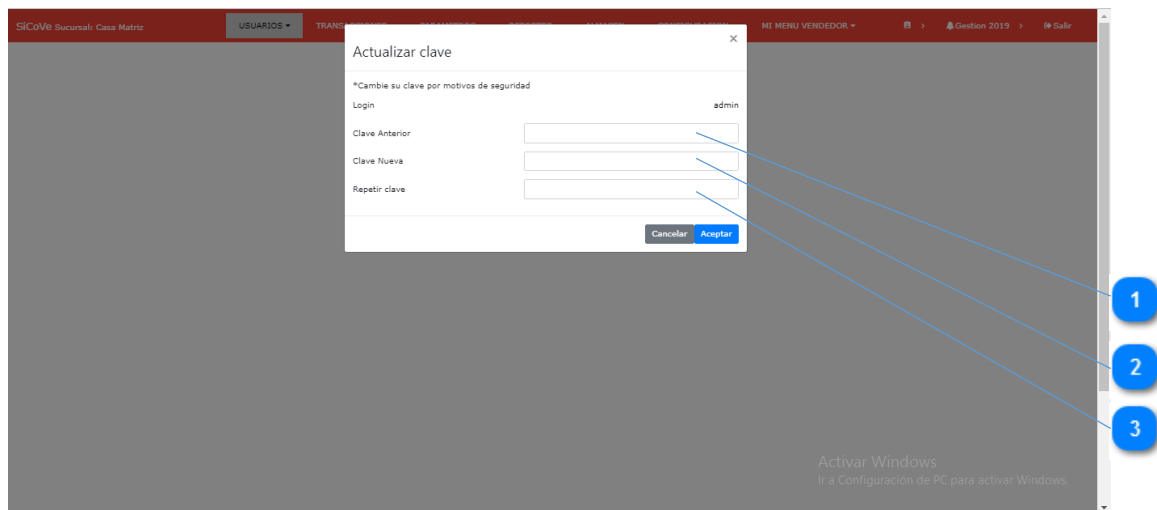 SiCoVe Sucursal: Casa Matriz USUARIOS MI MENU VENDEDOR Gestion 2019 Salir
Actualizar clave
*Cambie su clave por motivos de seguridad
Login admin
Clave Anterior
Clave Nueva
Repetir clave
Cancelar Aceptar
1
2
3
Activar Windows
Ir a Configuración de PC para activar Windows.